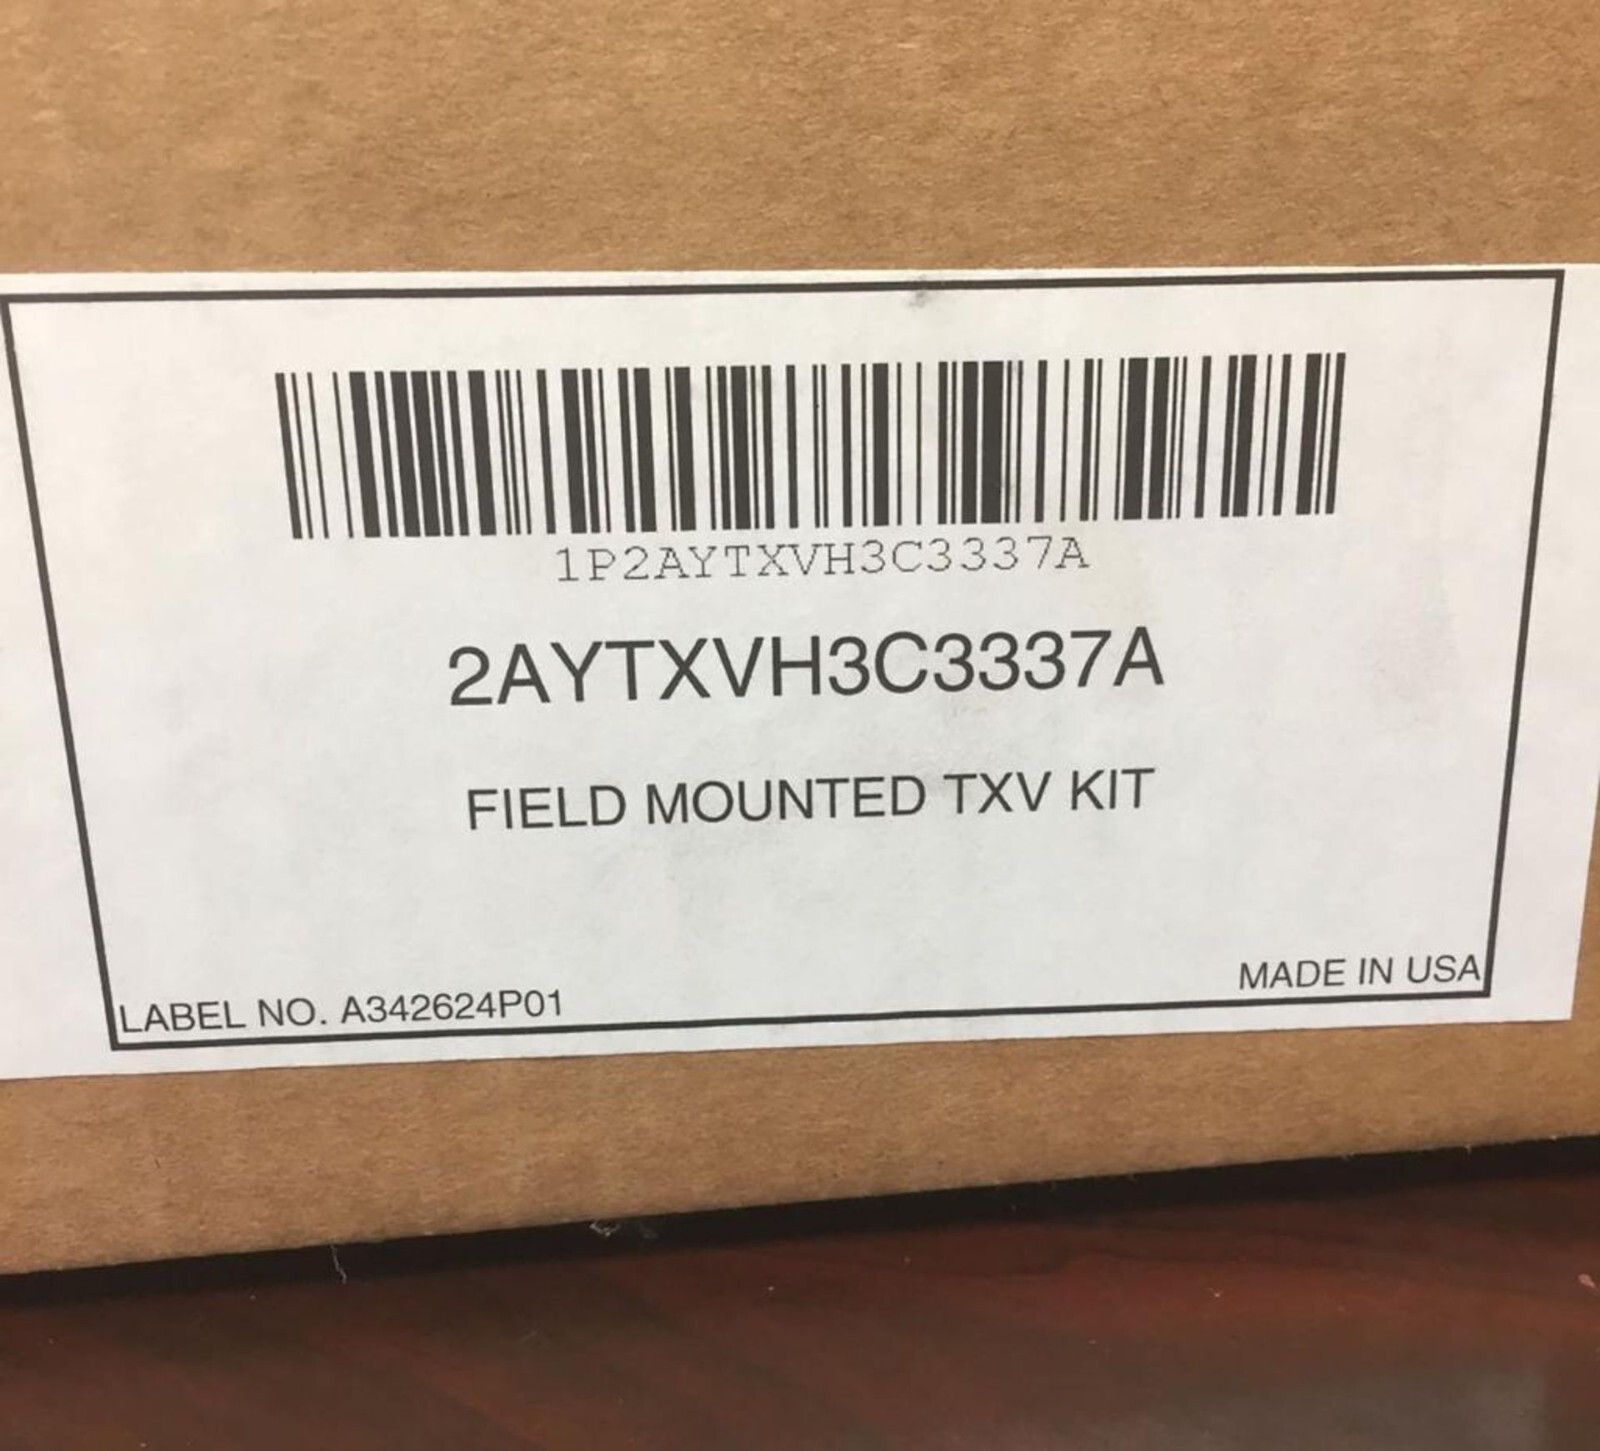 1P2AYTXVH3C3337A
2AYTXVH3C3337A
FIELD MOUNTED TXV KIT
LABEL NO. A342624P01
MADE IN USA